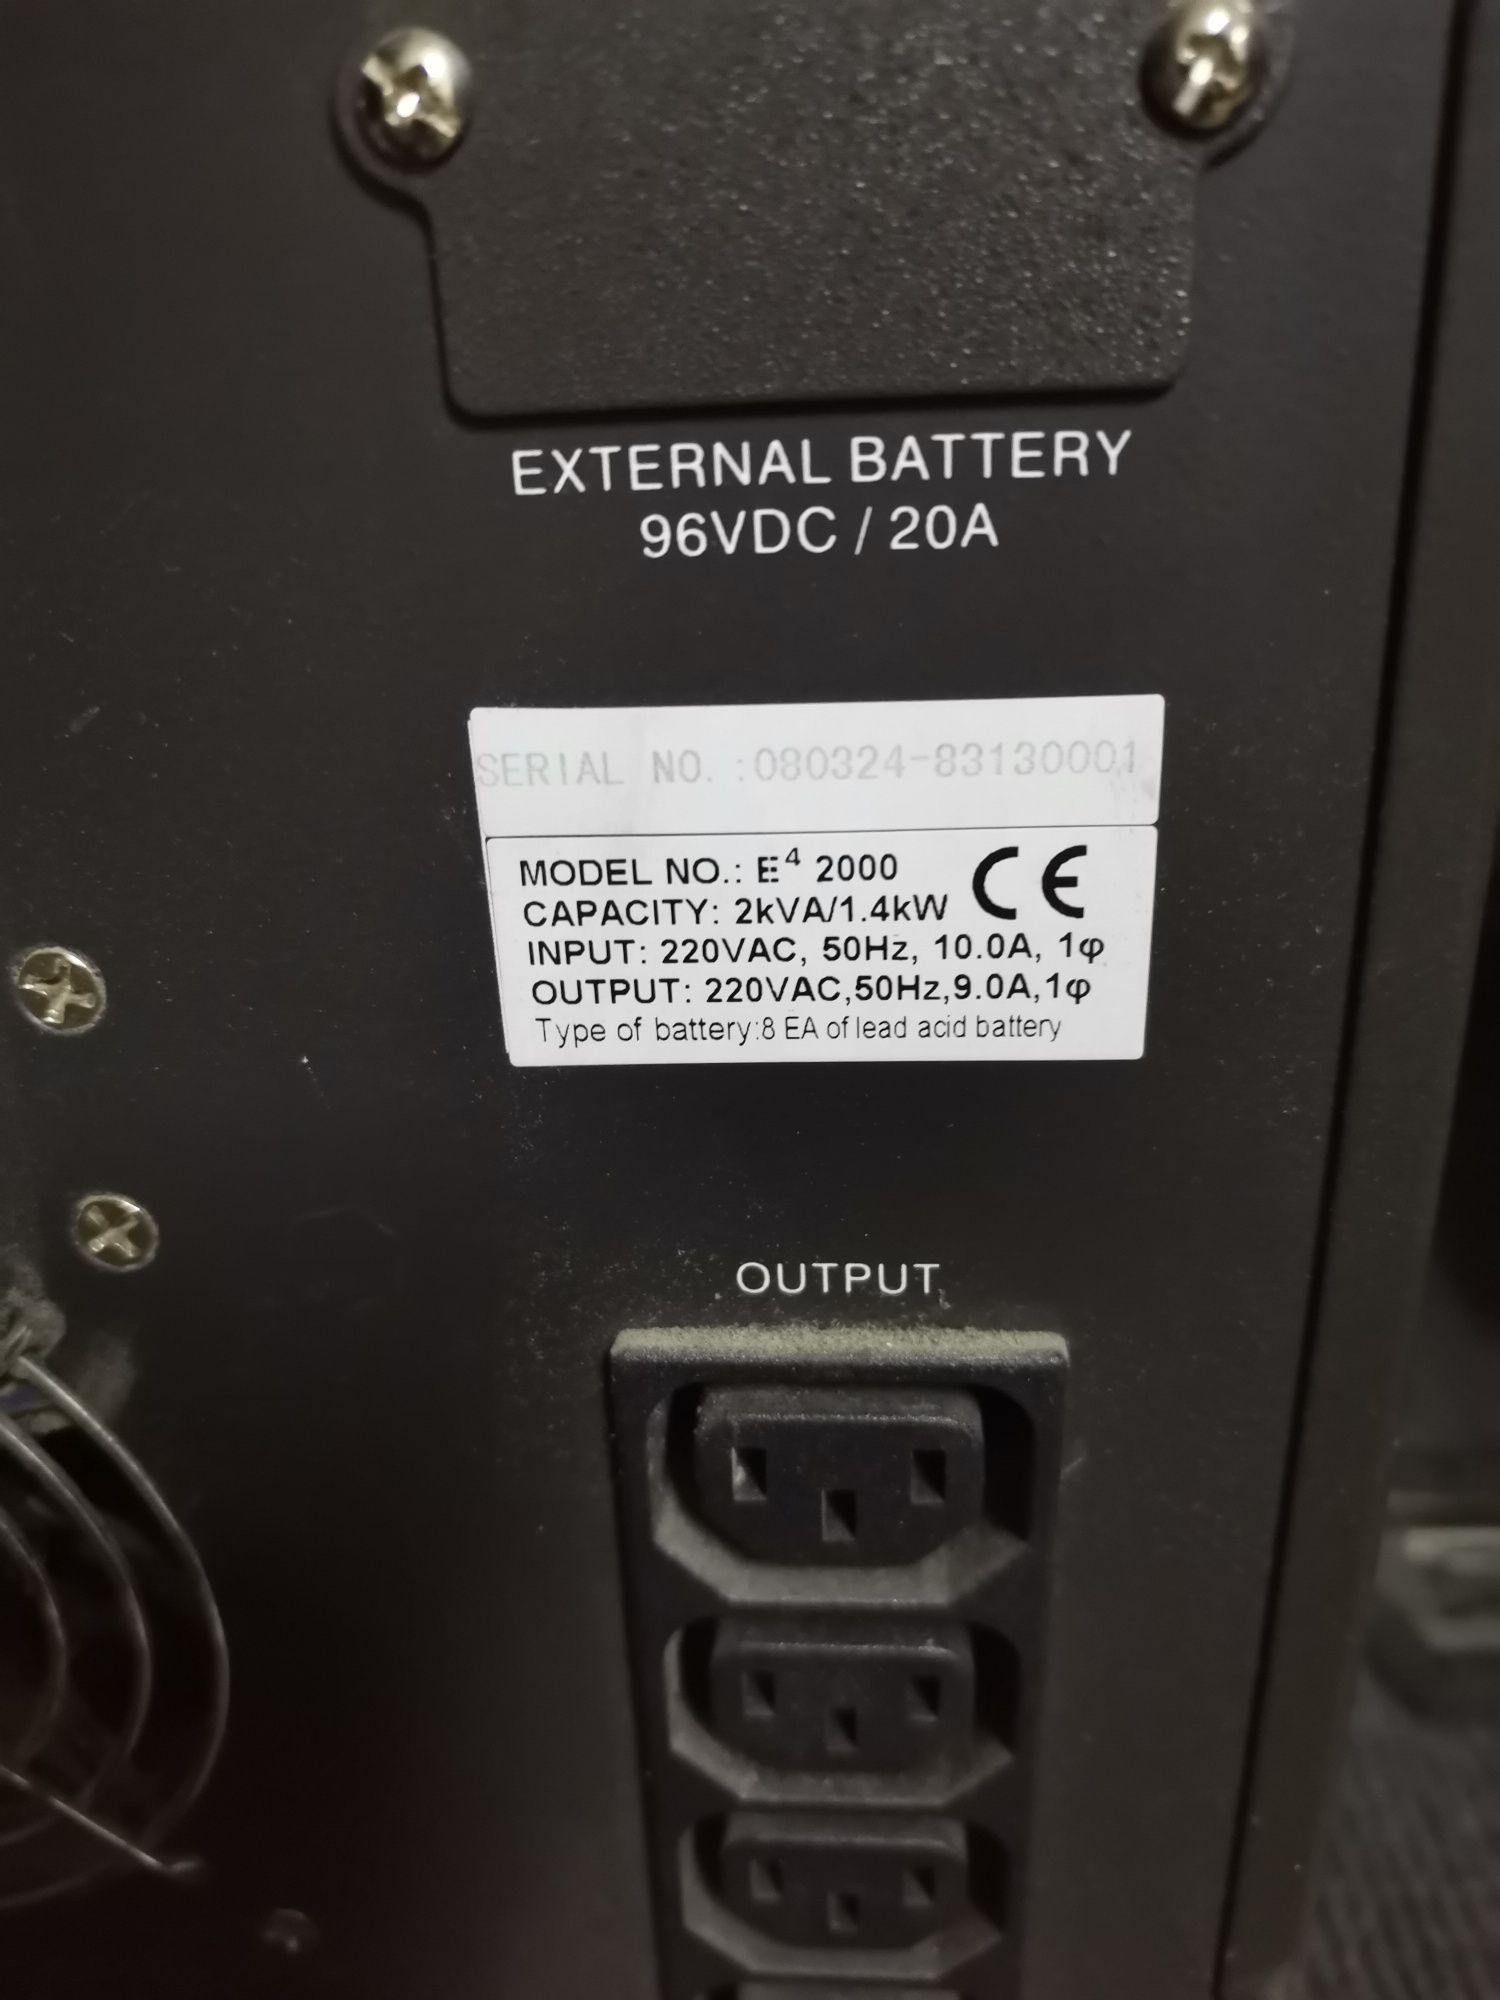 EXTERNAL BATTERY
96VDC / 20A
SERIAL NO. :080324-83130001
MODEL NO.: E⁴ 2000 CE
CAPACITY: 2kVA/1.4kW
INPUT: 220VAC, 50Hz, 10.0A, 1φ
OUTPUT: 220VAC,50Hz,9.0A,1φ
Type of battery:8 EA of lead acid battery
OUTPUT